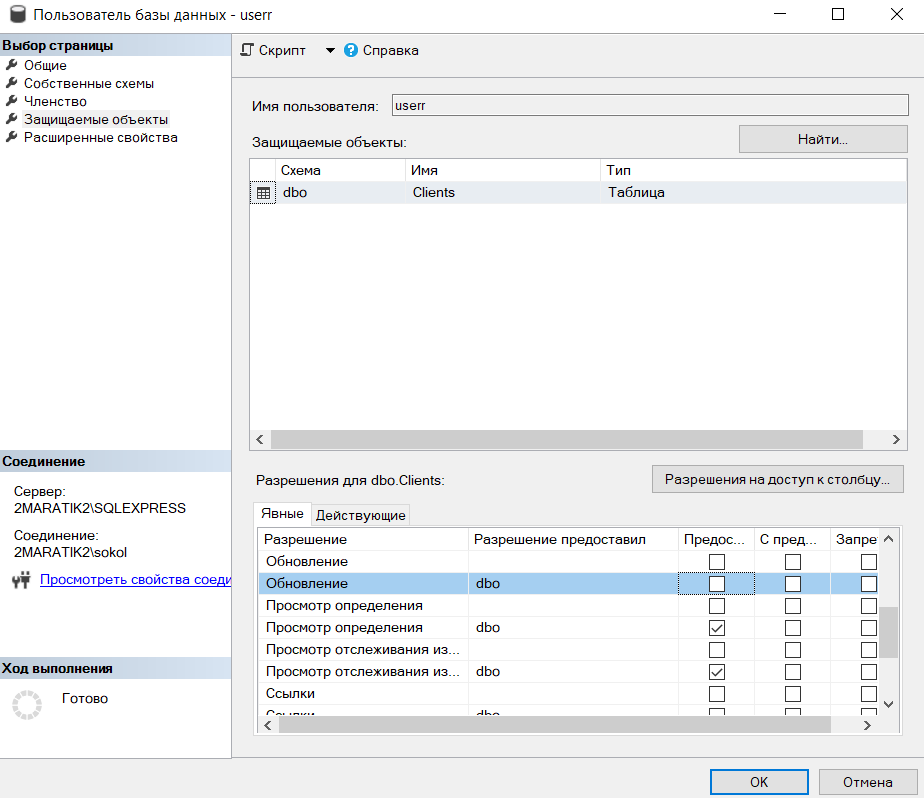 Пользователь базы данных - userr
Выбор страницы
Общие
Собственные схемы
Членство
Защищаемые объекты
Расширенные свойства
Скрипт
Справка
Имя пользователя: userr
Защищаемые объекты:
Найти...
Схема Имя Тип
dbo Clients Таблица
Соединение
Сервер:
2MARATIK2\SQLEXPRESS
Соединение:
2MARATIK2\sokol
Просмотреть свойства соеди
Ход выполнения
Готово
Разрешения для dbo.Clients:
Разрешения на доступ к столбцу...
Явные Действующие
Разрешение Разрешение предоставил Предос... С пред... Запре
Обновление
Обновление dbo
Просмотр определения
Просмотр определения dbo
Просмотр отслеживания из...
Просмотр отслеживания из... dbo
Ссылки
Ссылки dbo
OK
Отмена